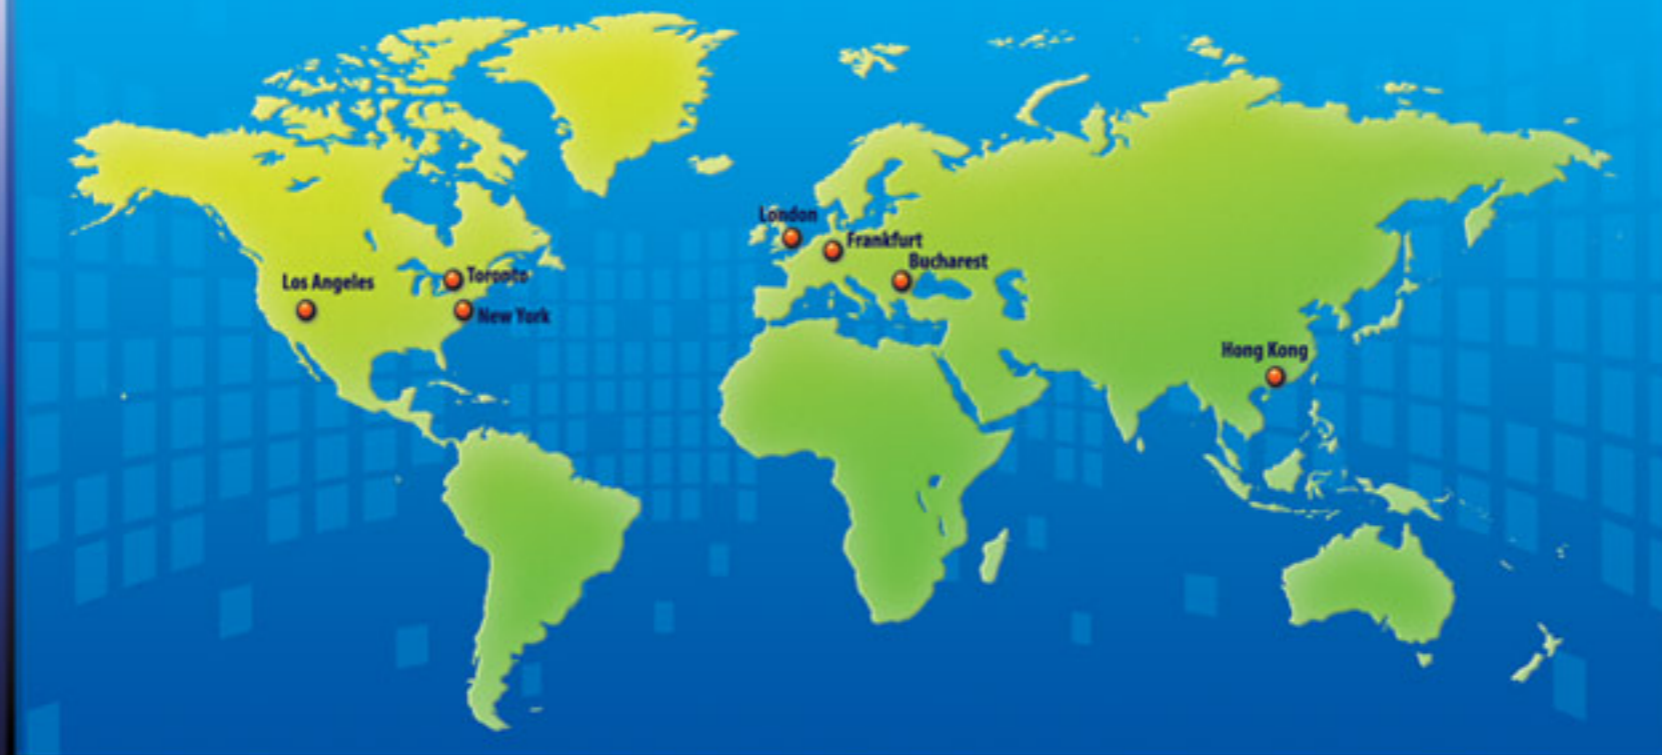 London
Frankfurt
Bucharest
Los Angeles
Toronto
New York
Hong Kong